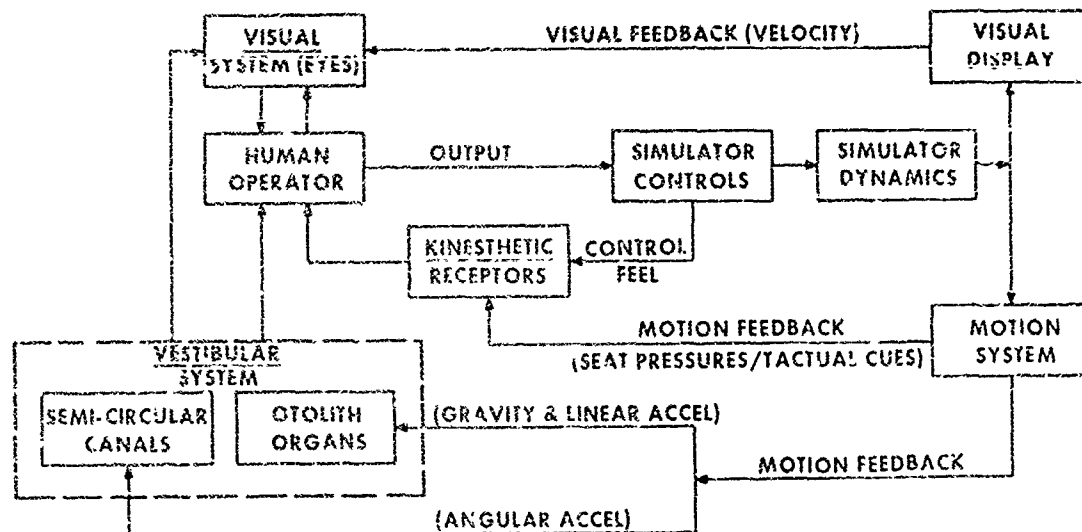 VISUAL
SYSTEM (EYES)
VISUAL FEEDBACK (VELOCITY)
VISUAL
DISPLAY
HUMAN
OPERATOR
OUTPUT
SIMULATOR
CONTROLS
SIMULATOR
DYNAMICS
KINESTHETIC
RECEPTORS
CONTROL
FEEL
MOTION FEEDBACK
(SEAT PRESSURES/TACTUAL CUES)
MOTION
SYSTEM
VESTIBULAR
SYSTEM
SEMI-CIRCULAR
CANALS
OTOLITH
ORGANS
(GRAVITY & LINEAR ACCEL)
MOTION FEEDBACK
(ANGULAR ACCEL)